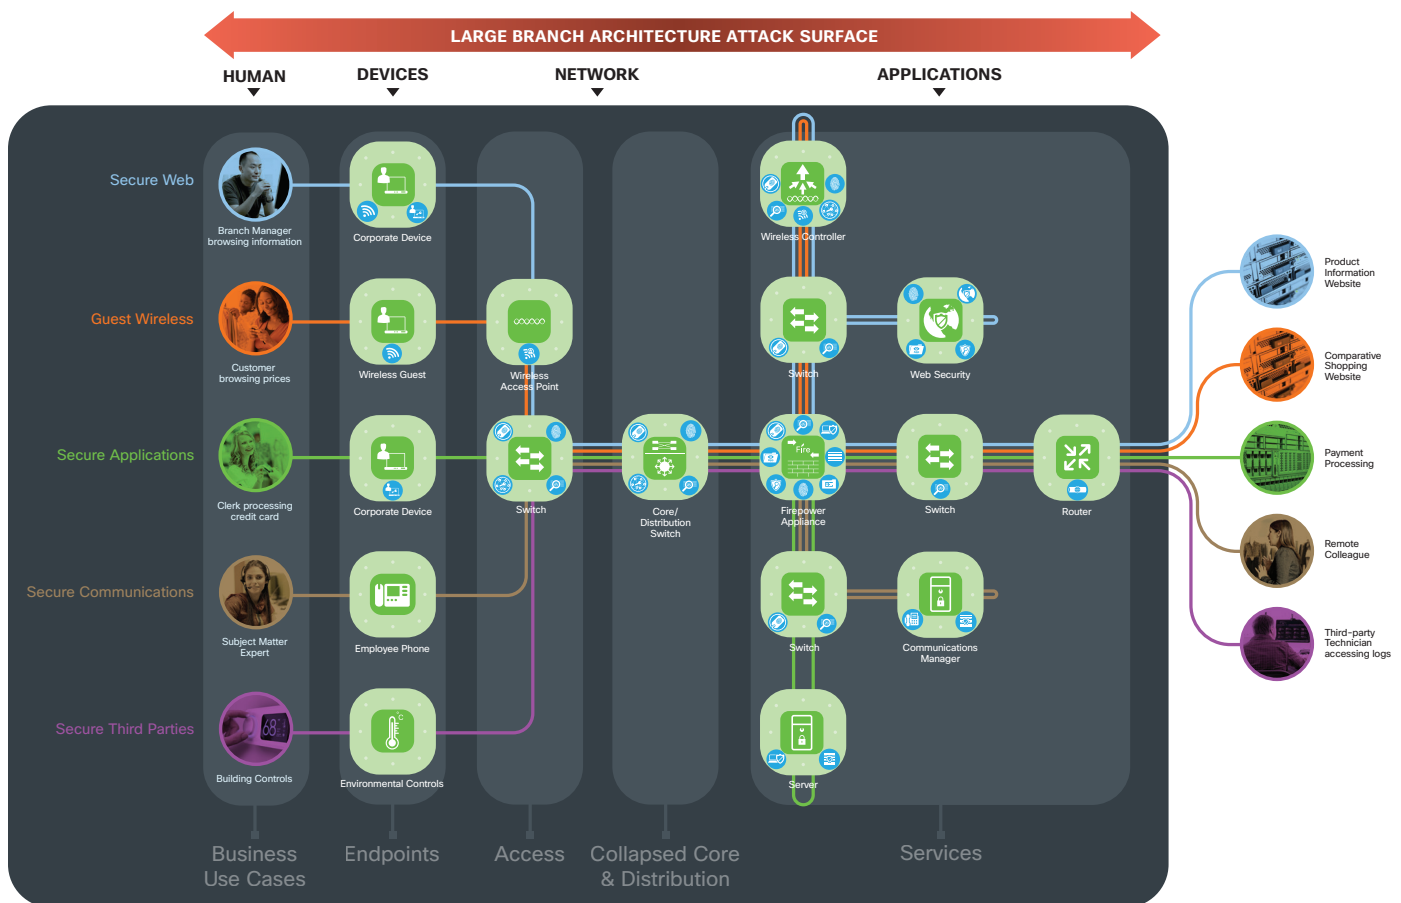 LARGE BRANCH ARCHITECTURE ATTACK SURFACE
HUMAN
DEVICES
NETWORK
APPLICATIONS
Secure Web
Branch Manager
browsing information
Corporate Device
Wireless Controller
Guest Wireless
Customer
browsing prices
Wireless Guest
Wireless
Access Point
Switch
Web Security
Secure Applications
Clerk processing
credit card
Corporate Device
Switch
Core/
Distribution
Switch
Fire
Firepower
Appliance
Switch
Router
Secure Communications
Subject Matter
Expert
Employee Phone
Switch
Communications
Manager
Secure Third Parties
68
Building Controls
°C
Environmental Controls
Server
Product
Information
Website
Comparative
Shopping
Website
Payment
Processing
Remote
Colleague
Third-party
Technician
accessing logs
Business
Use Cases
Endpoints
Access
Collapsed Core
& Distribution
Services